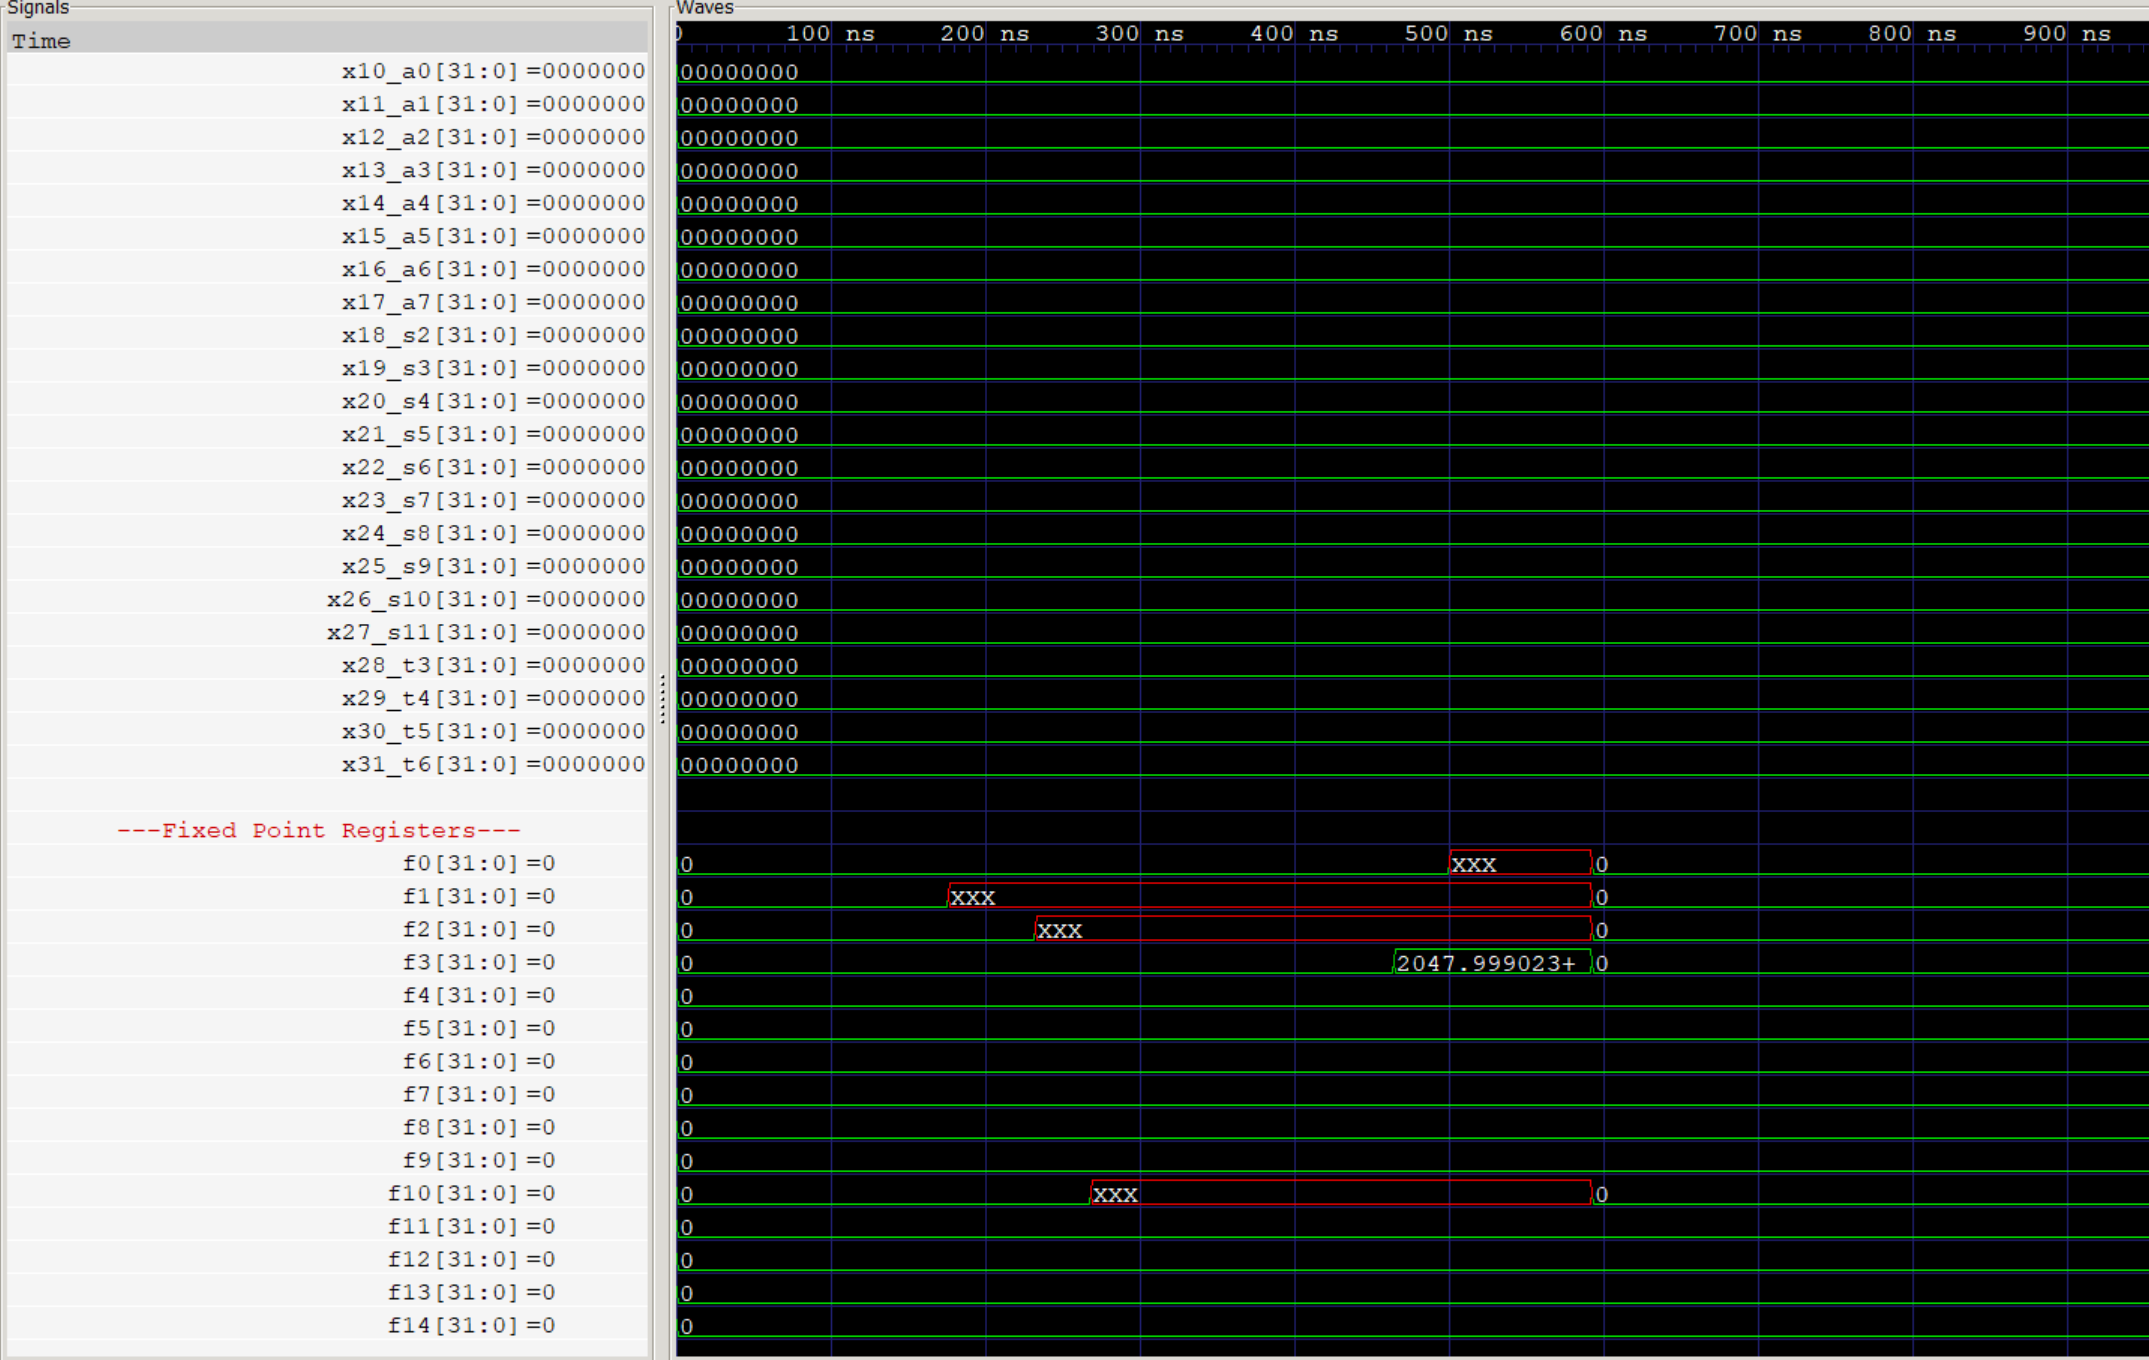 Signals
Waves
Time
0 100 ns 200 ns 300 ns 400 ns 500 ns 600 ns 700 ns 800 ns 900 ns
x10_a0[31:0]=0000000 00000000
x11_a1[31:0]=0000000 00000000
x12_a2[31:0]=0000000 00000000
x13_a3[31:0]=0000000 00000000
x14_a4[31:0]=0000000 00000000
x15_a5[31:0]=0000000 00000000
x16_a6[31:0]=0000000 00000000
x17_a7[31:0]=0000000 00000000
x18_s2[31:0]=0000000 00000000
x19_s3[31:0]=0000000 00000000
x20_s4[31:0]=0000000 00000000
x21_s5[31:0]=0000000 00000000
x22_s6[31:0]=0000000 00000000
x23_s7[31:0]=0000000 00000000
x24_s8[31:0]=0000000 00000000
x25_s9[31:0]=0000000 00000000
x26_s10[31:0]=0000000 00000000
x27_s11[31:0]=0000000 00000000
x28_t3[31:0]=0000000 00000000
x29_t4[31:0]=0000000 00000000
x30_t5[31:0]=0000000 00000000
x31_t6[31:0]=0000000 00000000
---Fixed Point Registers---
f0[31:0]=0 0 xxx 0
f1[31:0]=0 0 xxx 0
f2[31:0]=0 0 xxx 0
f3[31:0]=0 0 2047.999023+ 0
f4[31:0]=0 0
f5[31:0]=0 0
f6[31:0]=0 0
f7[31:0]=0 0
f8[31:0]=0 0
f9[31:0]=0 0
f10[31:0]=0 0 xxx 0
f11[31:0]=0 0
f12[31:0]=0 0
f13[31:0]=0 0
f14[31:0]=0 0